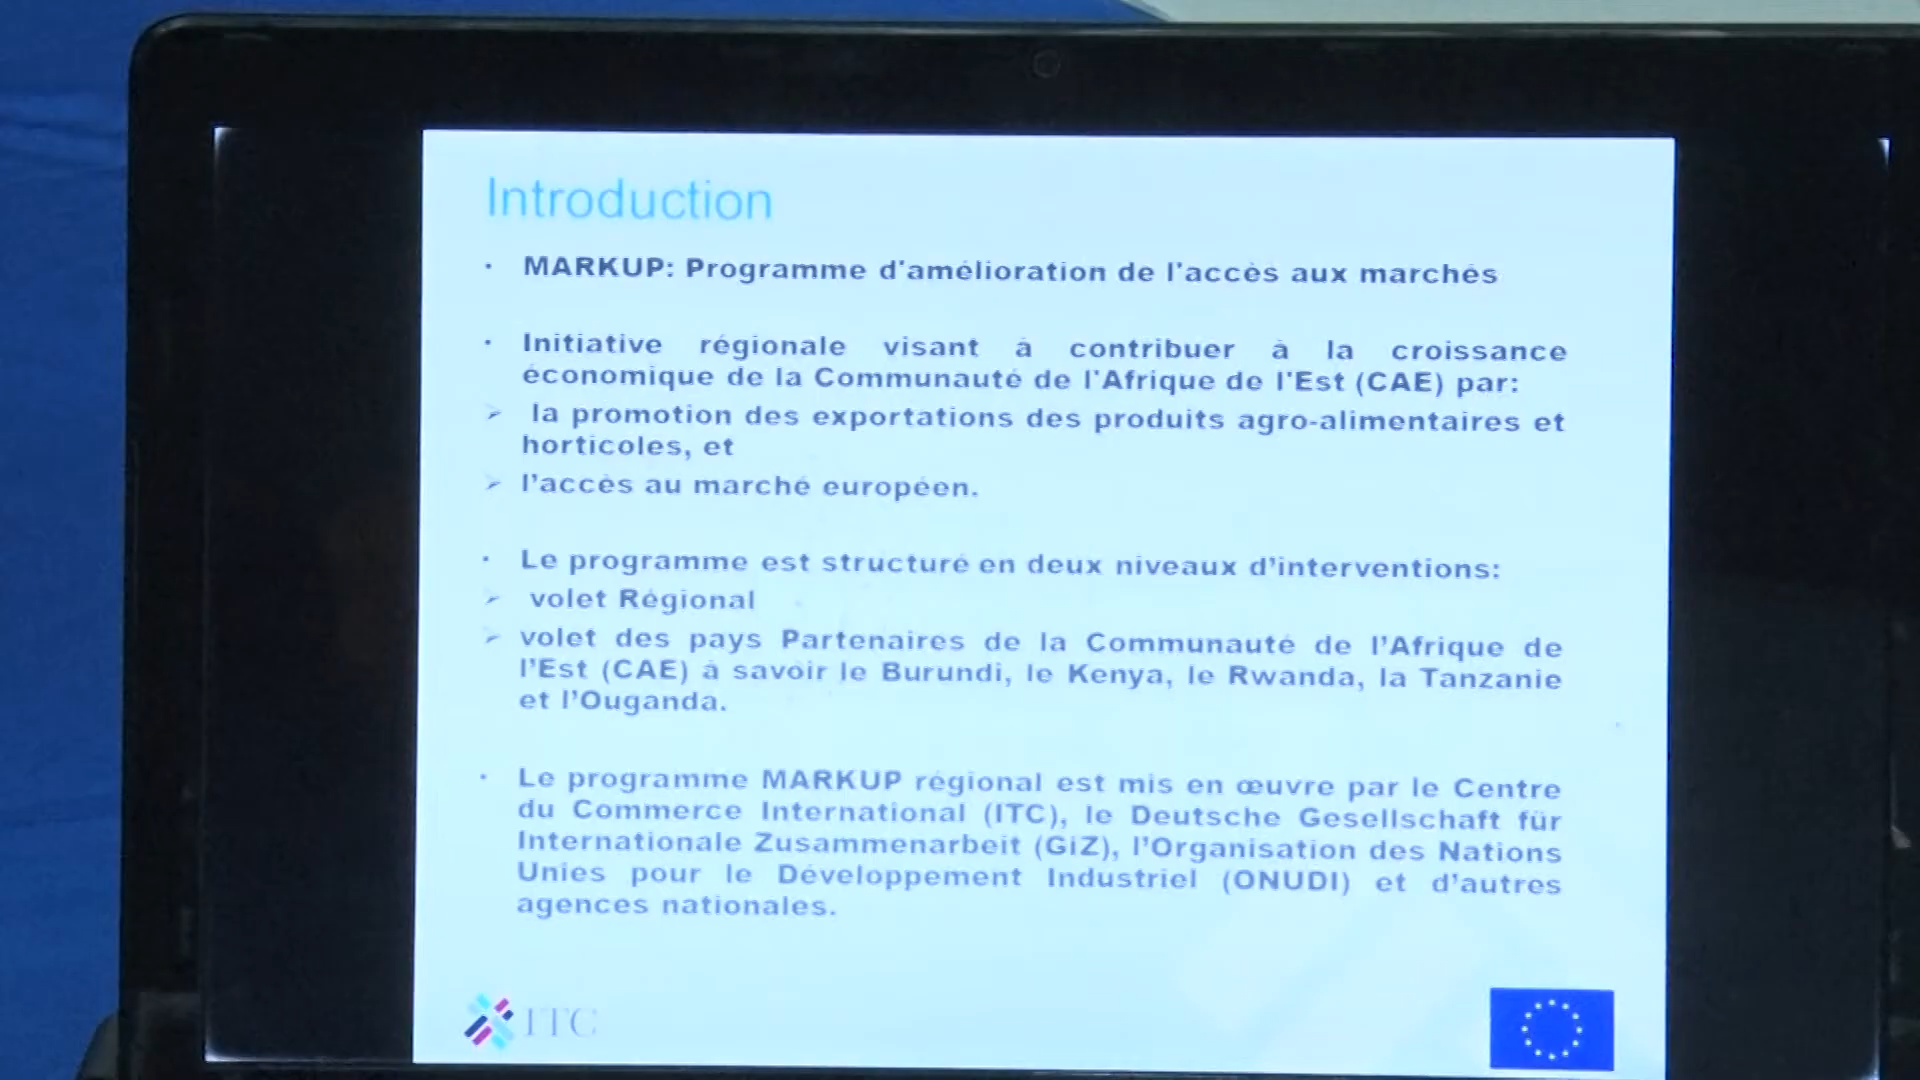 Introduction
• MARKUP: Programme d'amélioration de l'accès aux marchés
• Initiative régionale visant à contribuer à la croissance
économique de la Communauté de l'Afrique de l'Est (CAE) par:
➢ la promotion des exportations des produits agro-alimentaires et
horticoles, et
➢ l’accès au marché européen.
• Le programme est structuré en deux niveaux d’interventions:
➢ volet Régional
➢ volet des pays Partenaires de la Communauté de l’Afrique de
l’Est (CAE) à savoir le Burundi, le Kenya, le Rwanda, la Tanzanie
et l’Ouganda.
• Le programme MARKUP régional est mis en œuvre par le Centre
du Commerce International (ITC), le Deutsche Gesellschaft für
Internationale Zusammenarbeit (GiZ), l’Organisation des Nations
Unies pour le Développement Industriel (ONUDI) et d’autres
agences nationales.
ITC